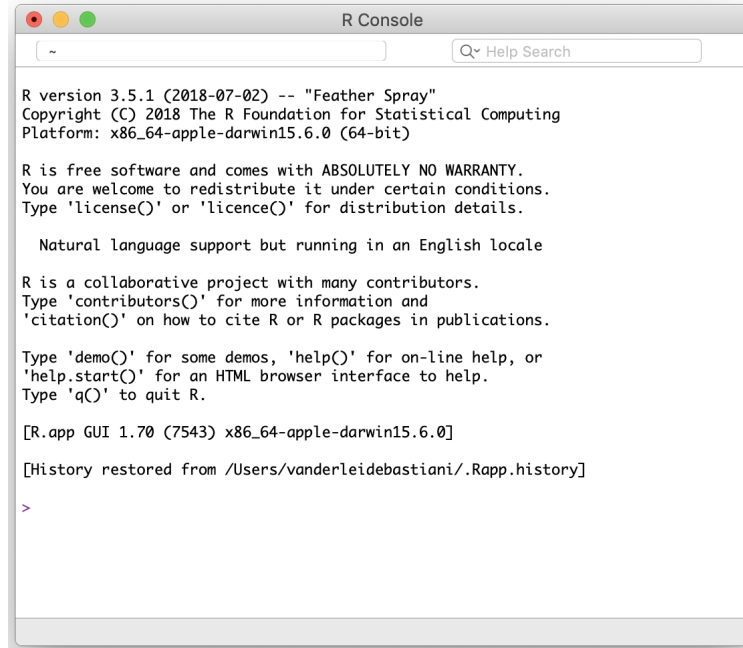 R Console
~
Help Search
R version 3.5.1 (2018-07-02) -- "Feather Spray"
Copyright (C) 2018 The R Foundation for Statistical Computing
Platform: x86_64-apple-darwin15.6.0 (64-bit)
R is free software and comes with ABSOLUTELY NO WARRANTY.
You are welcome to redistribute it under certain conditions.
Type 'license()' or 'licence()' for distribution details.
Natural language support but running in an English locale
R is a collaborative project with many contributors.
Type 'contributors()' for more information and
'citation()' on how to cite R or R packages in publications.
Type 'demo()' for some demos, 'help()' for on-line help, or
'help.start()' for an HTML browser interface to help.
Type 'q()' to quit R.
[R.app GUI 1.70 (7543) x86_64-apple-darwin15.6.0]
[History restored from /Users/vanderleidebastiani/.Rapp.history]
>